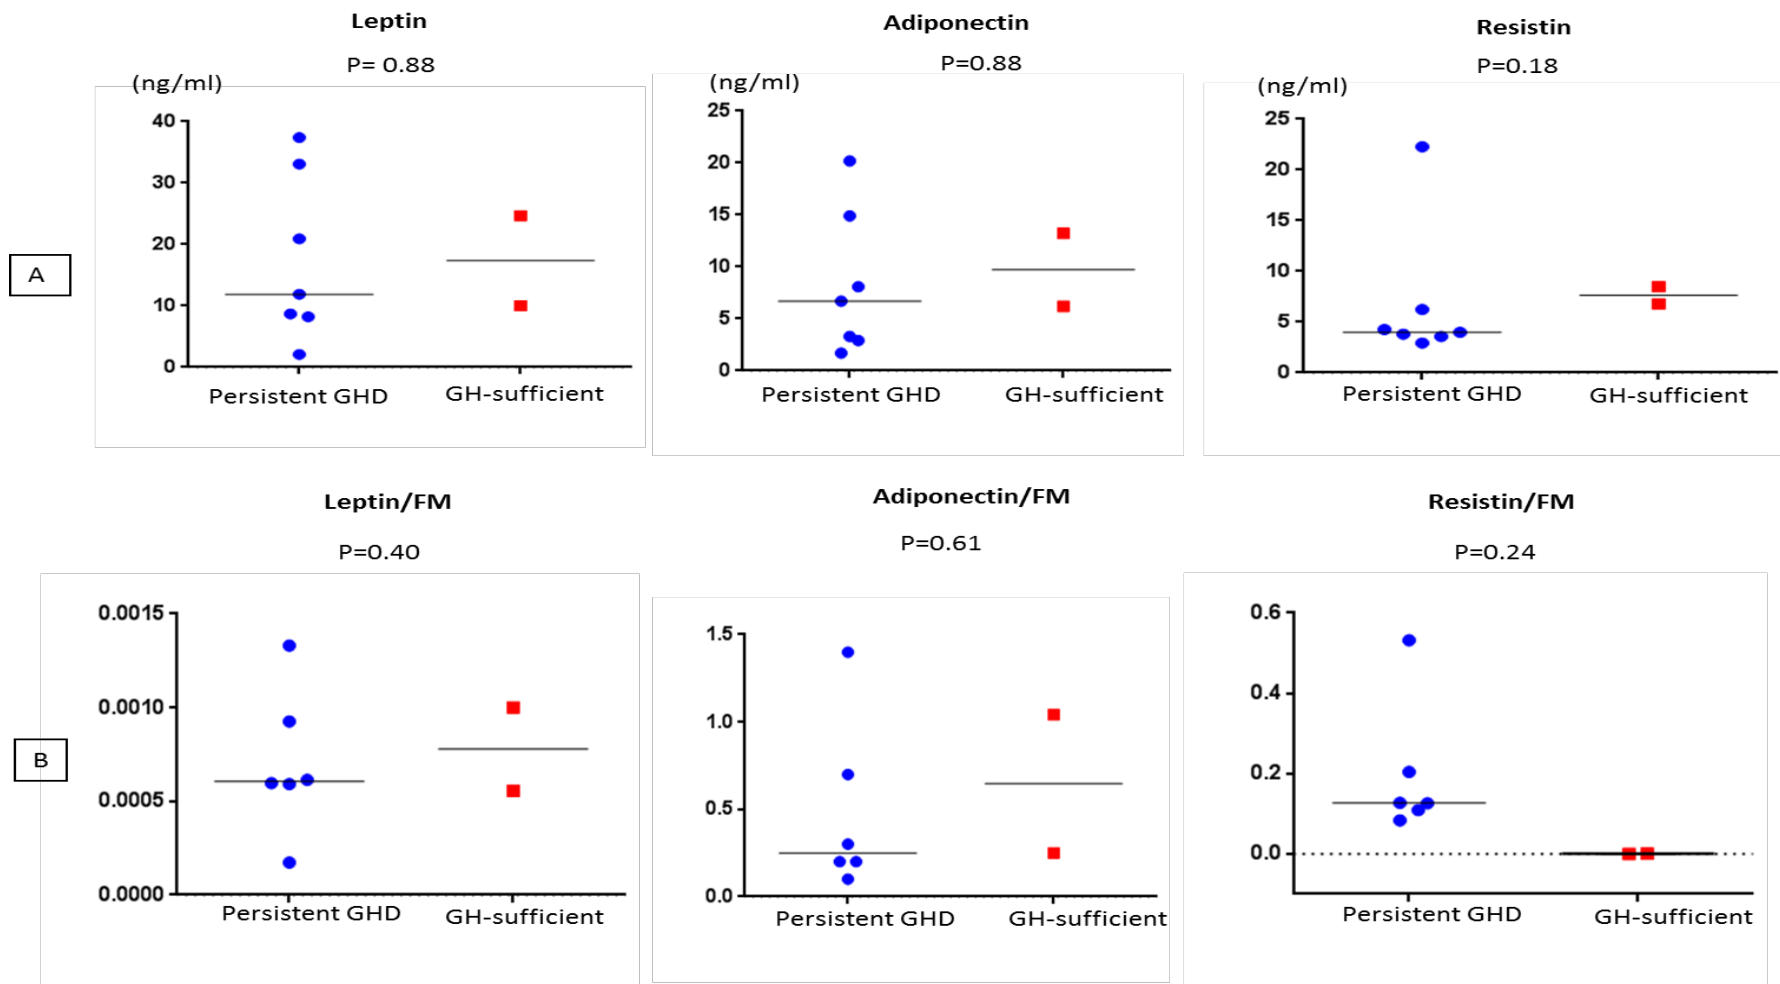 A
Leptin
P= 0.88
(ng/ml)
40
30
20
10
0
Persistent GHD
GH-sufficient
Adiponectin
P=0.88
(ng/ml)
25
20
15
10
5
0
Persistent GHD
GH-sufficient
Resistin
P=0.18
(ng/ml)
25
20
15
10
5
0
Persistent GHD
GH-sufficient
B
Leptin/FM
P=0.40
0.0015
0.0010
0.0005
0.0000
Persistent GHD
GH-sufficient
Adiponectin/FM
P=0.61
1.5
1.0
0.5
0.0
Persistent GHD
GH-sufficient
Resistin/FM
P=0.24
0.6
0.4
0.2
0.0
Persistent GHD
GH-sufficient